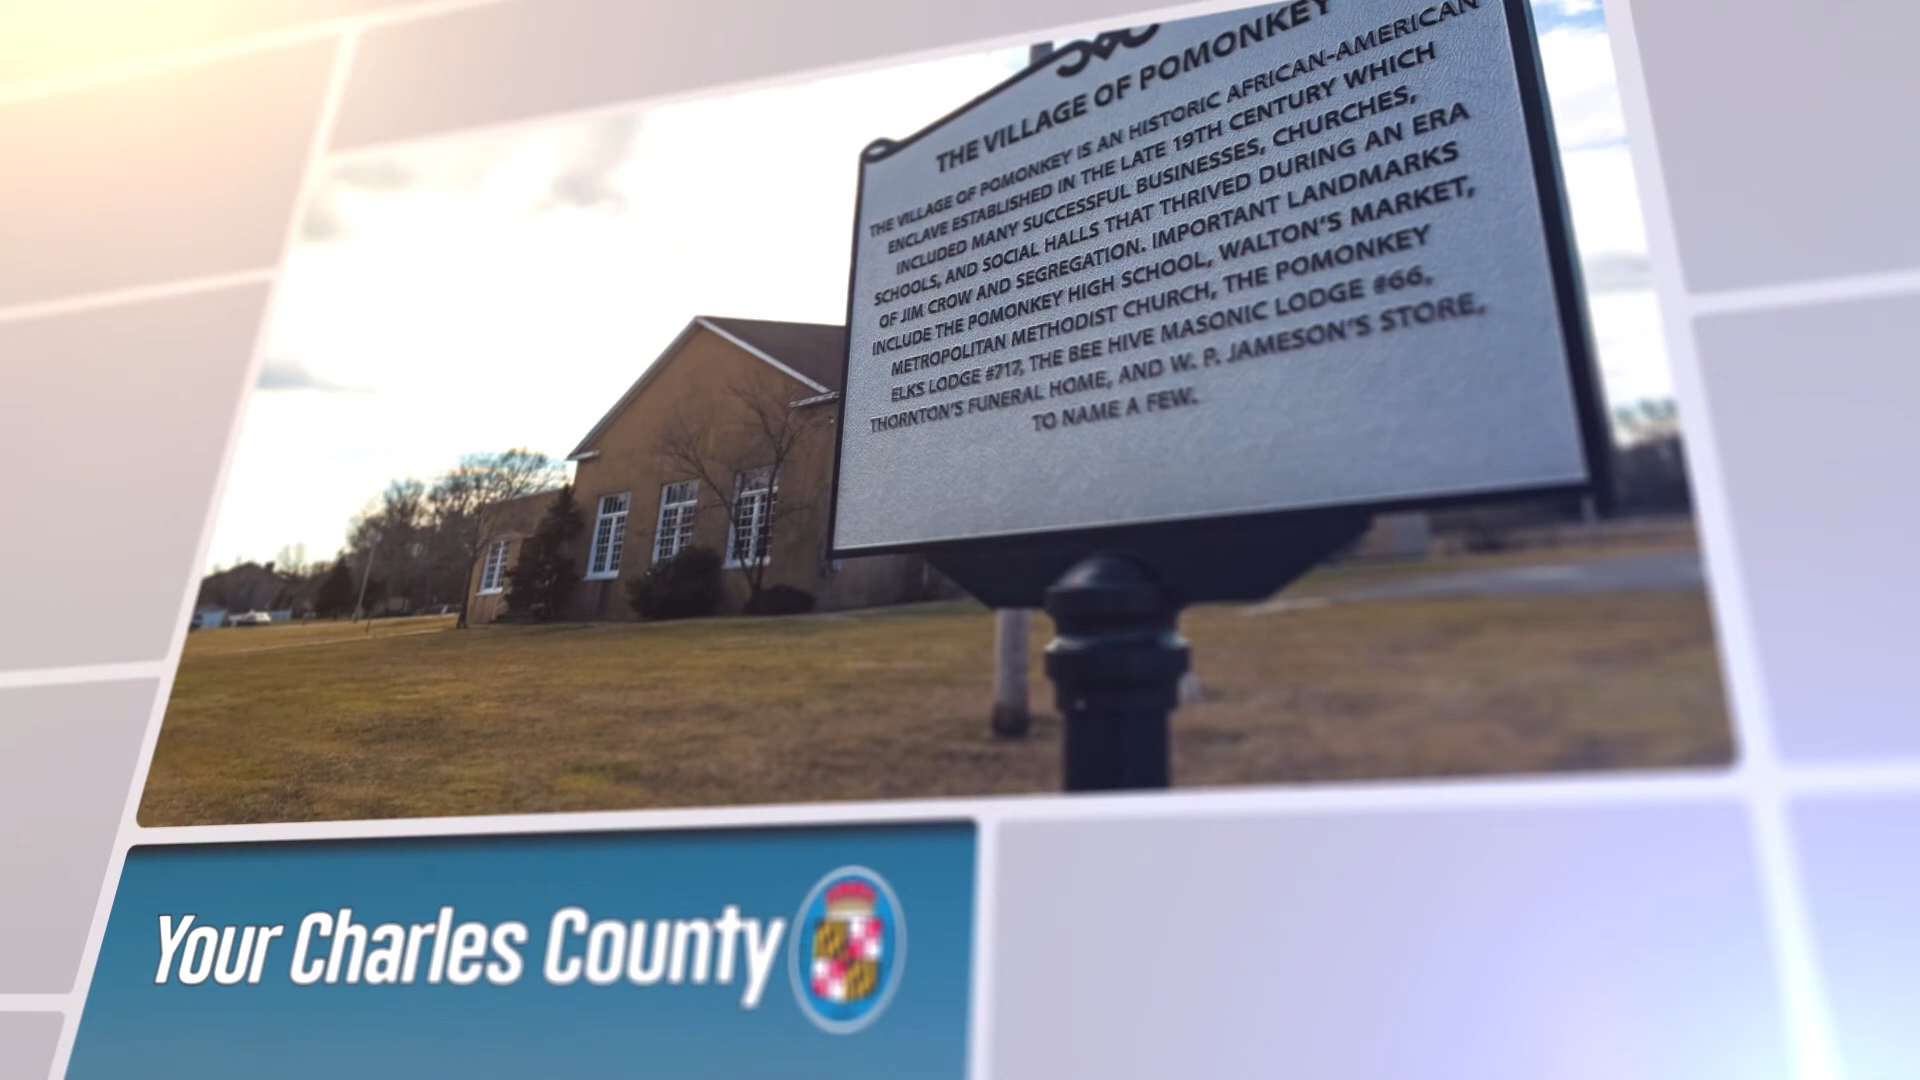 THE VILLAGE OF POMONKEY
THE VILLAGE OF POMONKEY IS AN HISTORIC AFRICAN-AMERICAN
ENCLAVE ESTABLISHED IN THE LATE 19TH CENTURY WHICH
INCLUDED MANY SUCCESSFUL BUSINESSES, CHURCHES,
SCHOOLS, AND SOCIAL HALLS THAT THRIVED DURING AN ERA
OF JIM CROW AND SEGREGATION. IMPORTANT LANDMARKS
INCLUDE THE POMONKEY HIGH SCHOOL, WALTON'S MARKET,
METROPOLITAN METHODIST CHURCH, THE POMONKEY
ELKS LODGE #717, THE BEE HIVE MASONIC LODGE #66,
THORNTON'S FUNERAL HOME, AND W. P. JAMESON'S STORE,
TO NAME A FEW.
Your Charles County